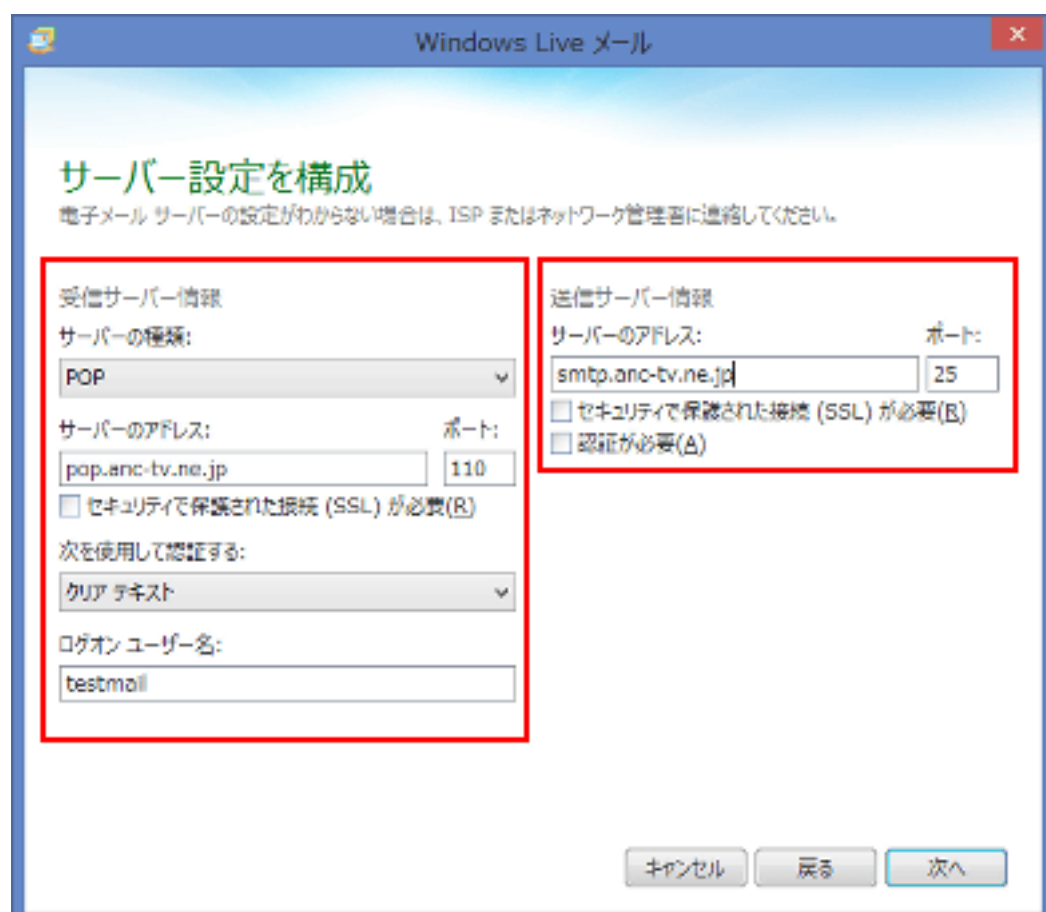 Windows Live メール
サーバー設定を構成
電子メール サーバーの設定がわからない場合は、ISP またはネットワーク管理者に連絡してください。
受信サーバー情報
サーバーの種類:
POP
サーバーのアドレス:
ポート:
pop.anc-tv.ne.jp
110
セキュリティで保護された接続 (SSL) が必要(R)
次を使用して認証する:
クリア テキスト
ログオン ユーザー名:
testmail
送信サーバー情報
サーバーのアドレス:
ポート:
smtp.anc-tv.ne.jp
25
セキュリティで保護された接続 (SSL) が必要(R)
認証が必要(A)
キャンセル
戻る
次へ